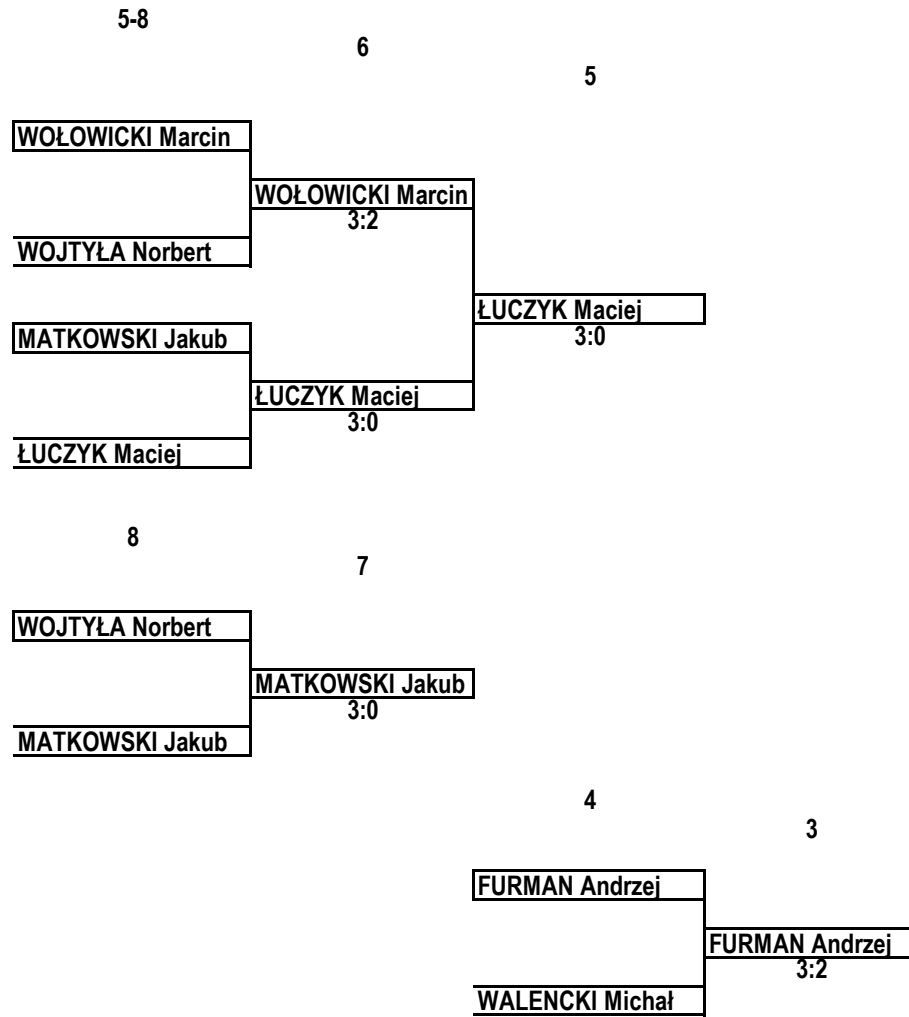 5-8
6
5
WOŁOWICKI Marcin
WOŁOWICKI Marcin
3:2
WOJTYŁA Norbert
ŁUCZYK Maciej
3:0
MATKOWSKI Jakub
ŁUCZYK Maciej
3:0
ŁUCZYK Maciej
8
7
WOJTYŁA Norbert
MATKOWSKI Jakub
3:0
MATKOWSKI Jakub
4
3
FURMAN Andrzej
FURMAN Andrzej
3:2
WALENCKI Michał